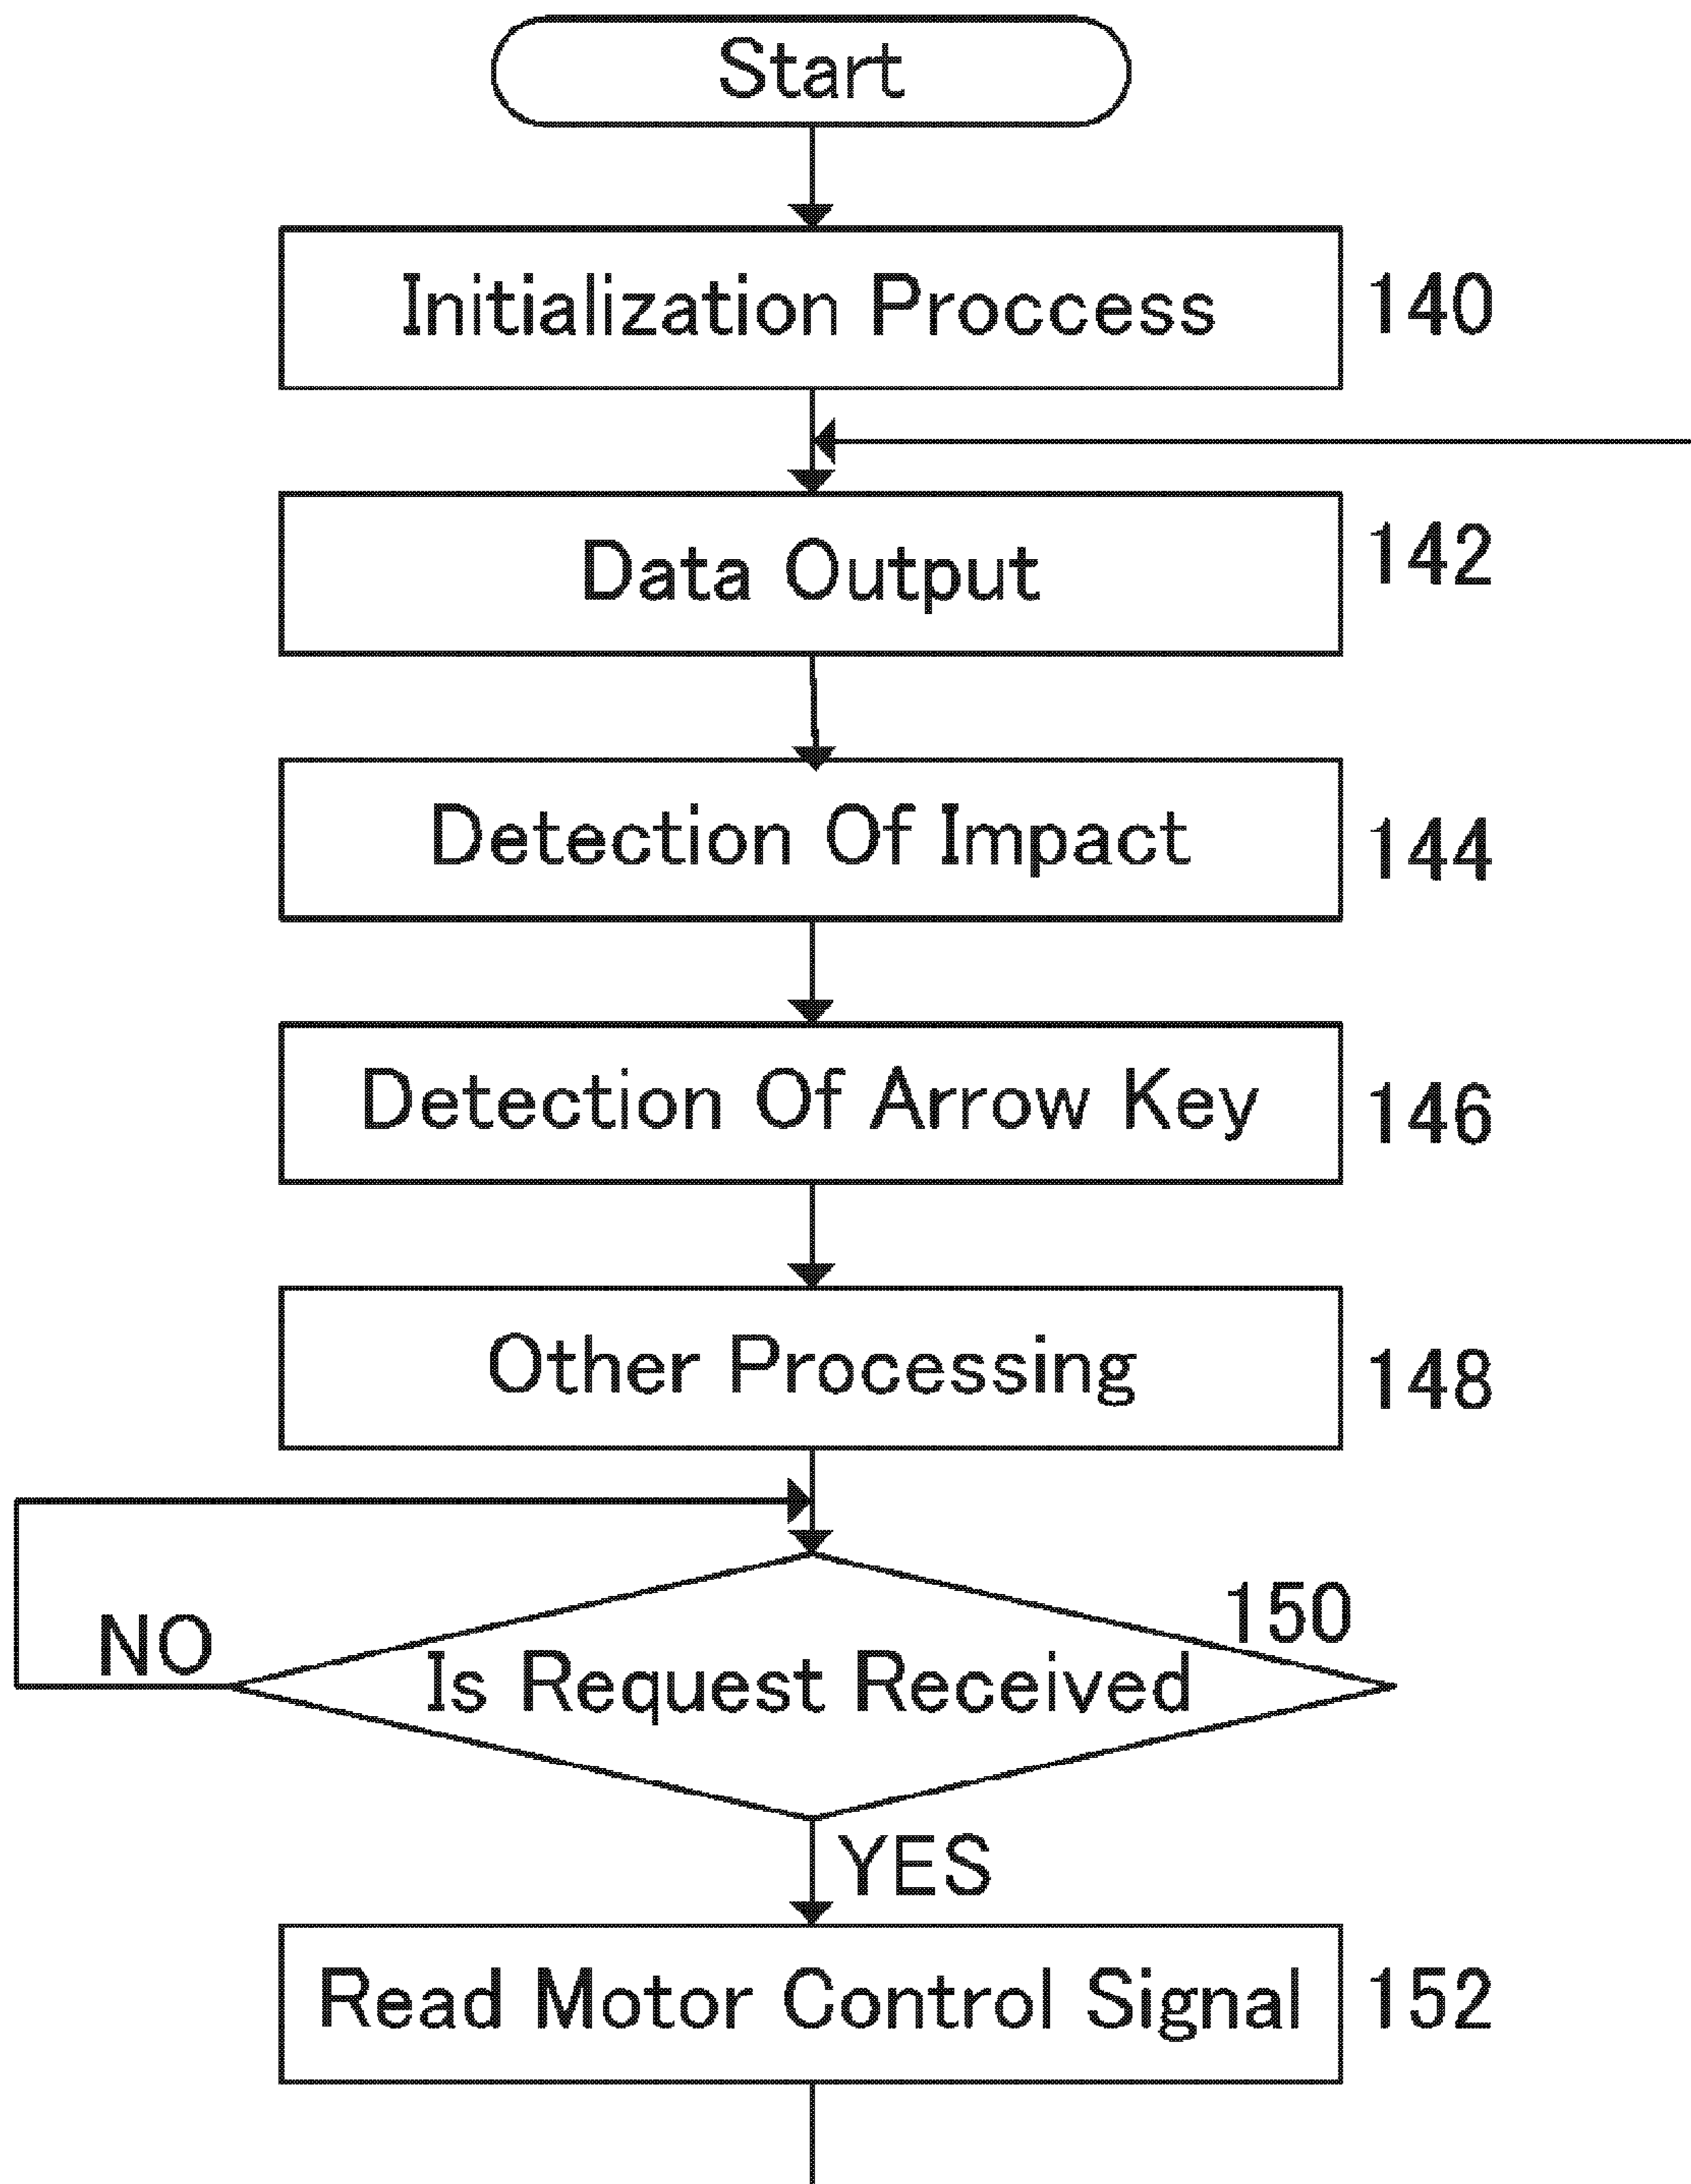 Start
Initialization Proccess
140
Data Output
142
Detection Of Impact
144
Detection Of Arrow Key
146
Other Processing
148
150
NO
Is Request Received
YES
Read Motor Control Signal
152